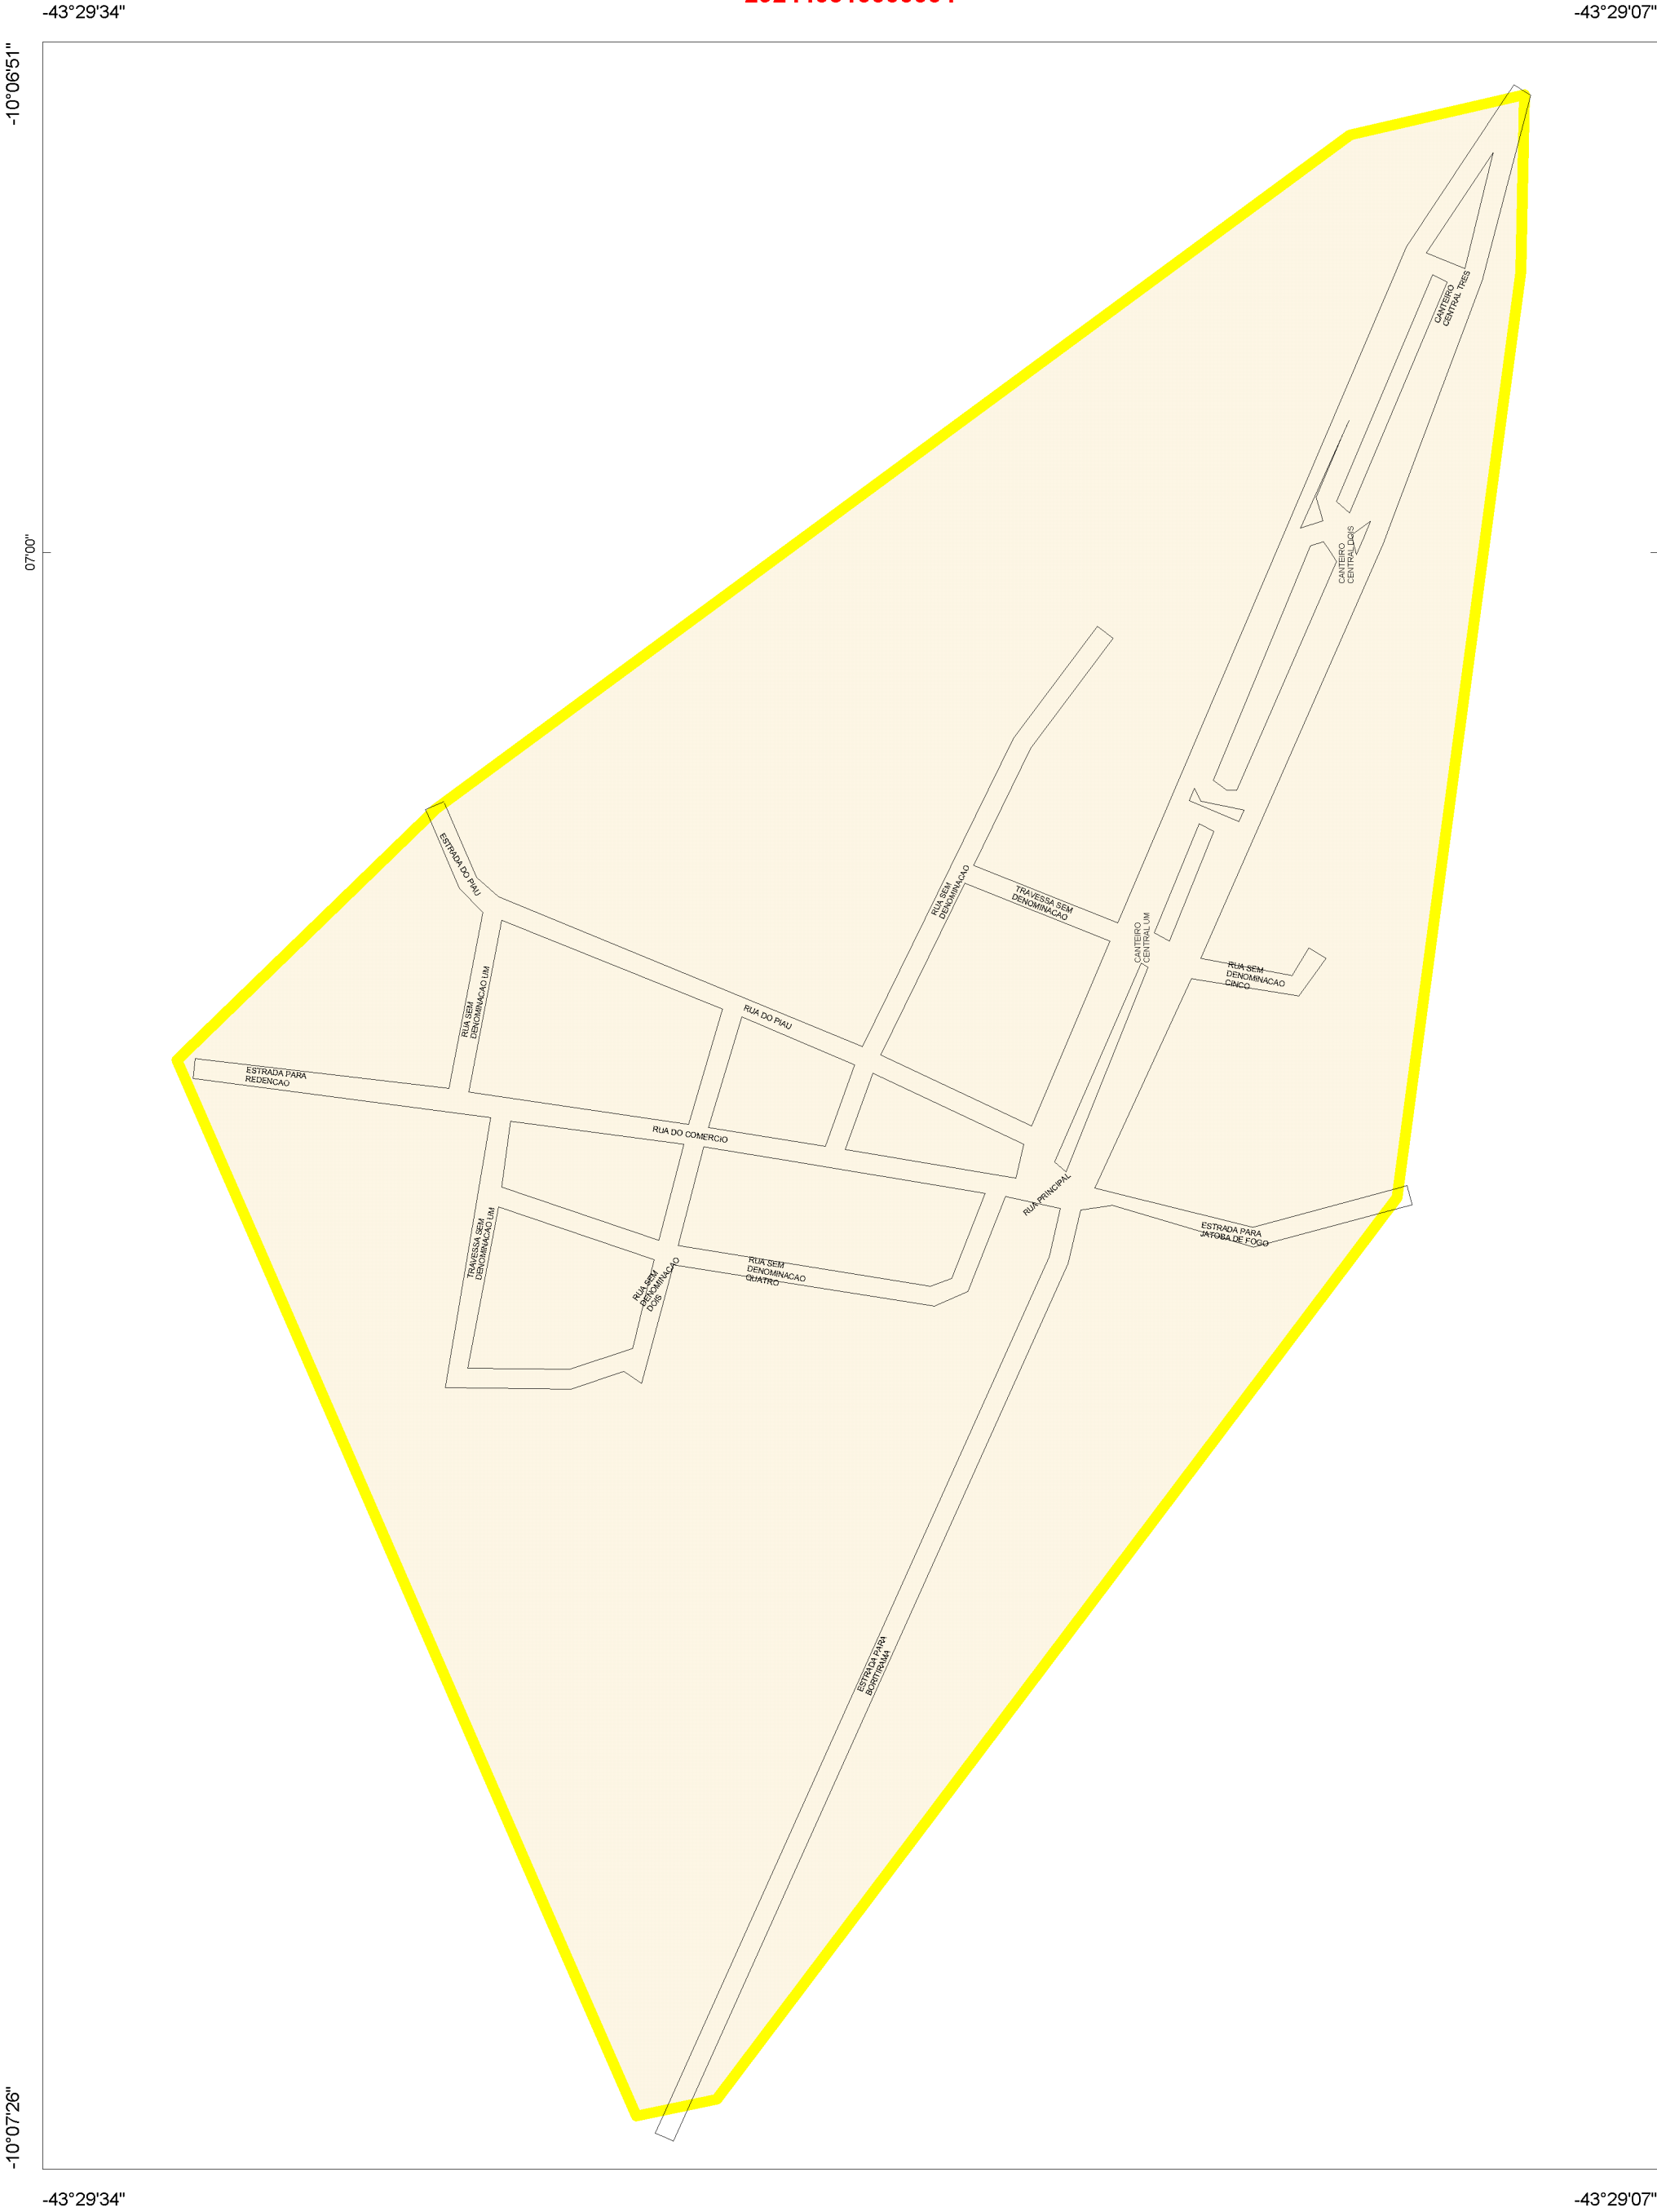 -43°29'34"
-43°29'07"
-10°06'51"
CANTEIRO
CENTRAL TRES
07'00"
CANTEIRO
CENTRAL DOIS
ESTRADA DO PIAU
RUA SEM
DENOMINACAO
TRAVESSA SEM
DENOMINACAO
CANTEIRO
CENTRAL UM
RUA SEM
DENOMINACAO
CINCO
RUA SEM
DENOMINACAO UM
RUA DO PIAU
ESTRADA PARA
REDENCAO
RUA DO COMERCIO
RUA PRINCIPAL
ESTRADA PARA
JATOBA DE FOGO
TRAVESSA SEM
DENOMINACAO UM
RUA SEM
DENOMINACAO
DOIS
RUA SEM
DENOMINACAO
QUATRO
ESTRADA PARA
BORITIRAMA
-10°07'26"
-43°29'34"
-43°29'07"